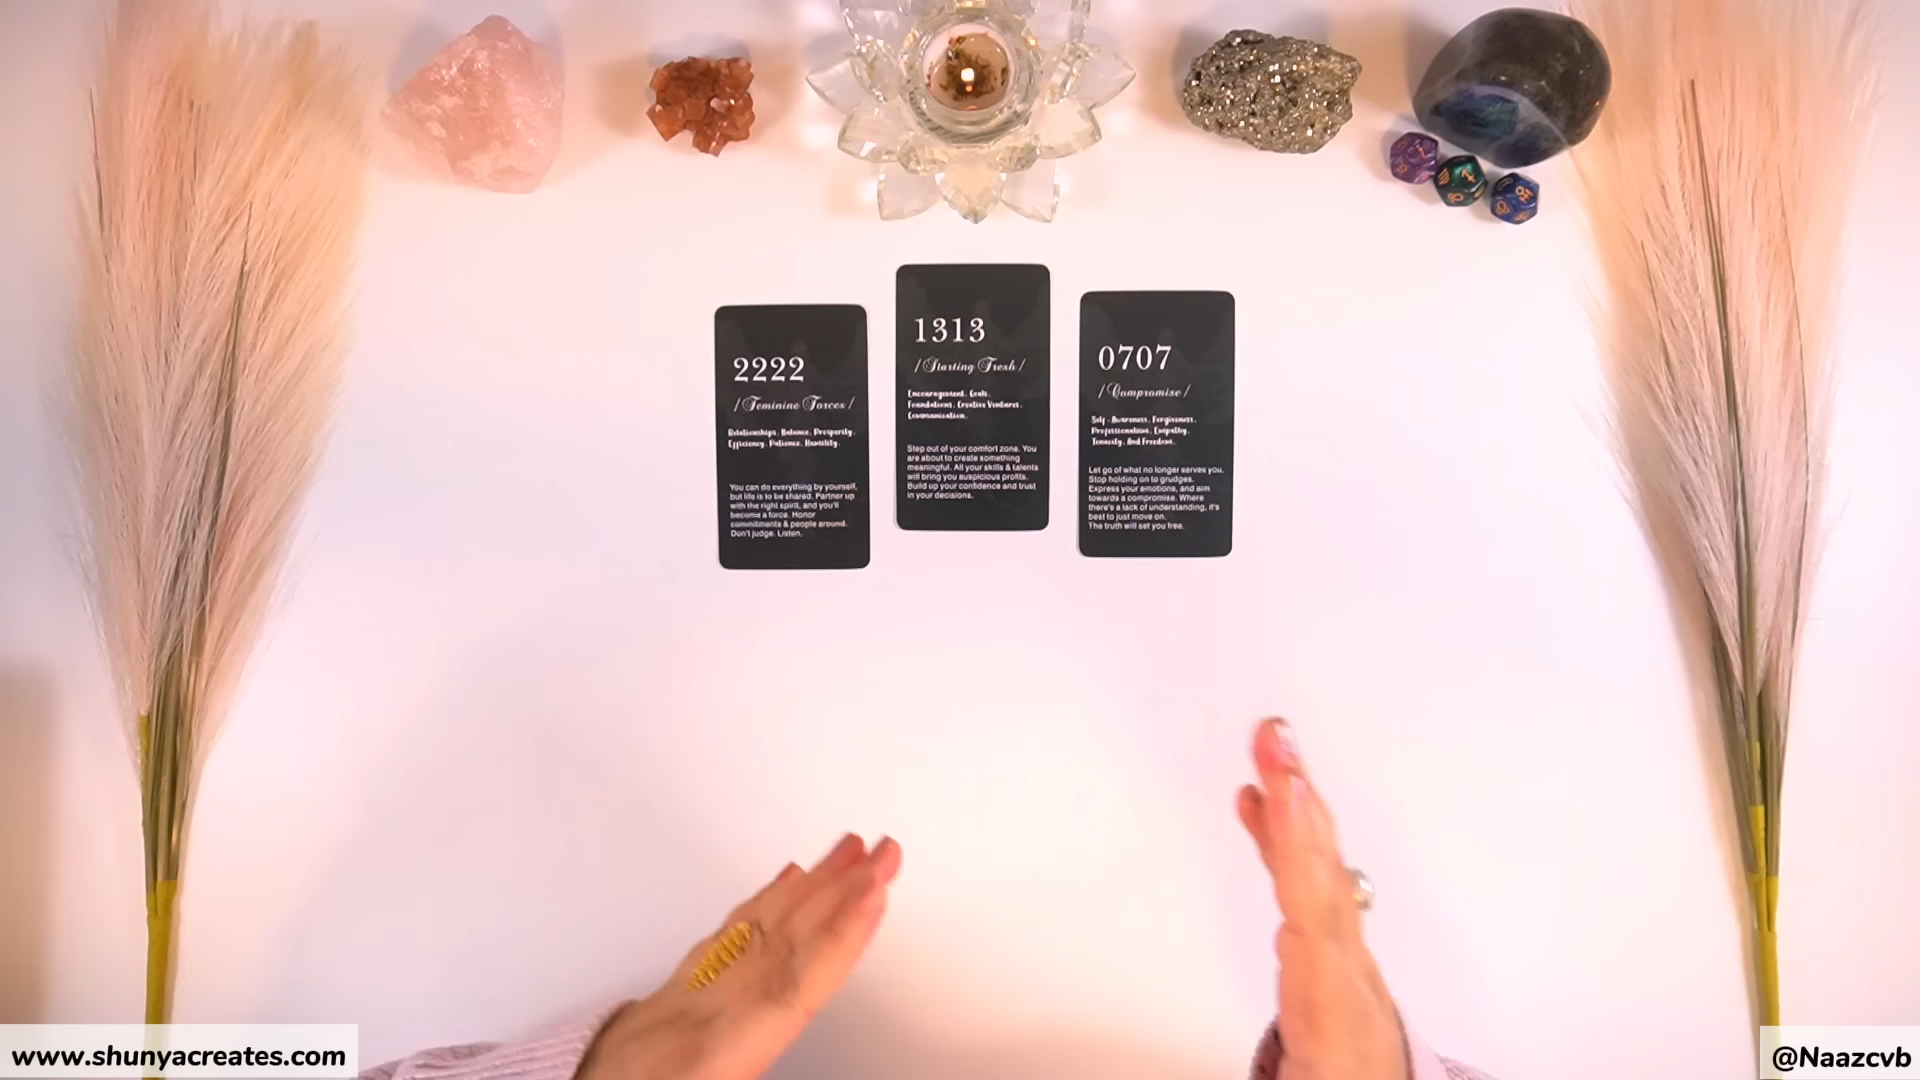 2222
/Feminine Forces/
Relationships. Balance. Prosperity.
Efficiency. Patience. Humility.
You can do everything by yourself,
but life is to be shared. Partner up
with the right spirit, and you'll
become a force. Honor
commitments & people around.
Don't judge. Listen.
1313
/Starting Fresh/
Encouragement. Goals.
Foundations. Creative Ventures.
Communication.
Step out of your comfort zone. You
are about to create something
meaningful. All your skills & talents
will bring you auspicious profits.
Build up your confidence and trust
in your decisions.
0707
/Compromise/
Self-Awareness. Forgiveness.
Professionalism. Empathy.
Tenacity. And Freedom.
Let go of what no longer serves you.
Stop holding on to grudges.
Express your emotions, and aim
towards a compromise. Where
there's a lack of understanding, it's
best to just move on.
The truth will set you free.
www.shunyacreates.com
@Naazcvb